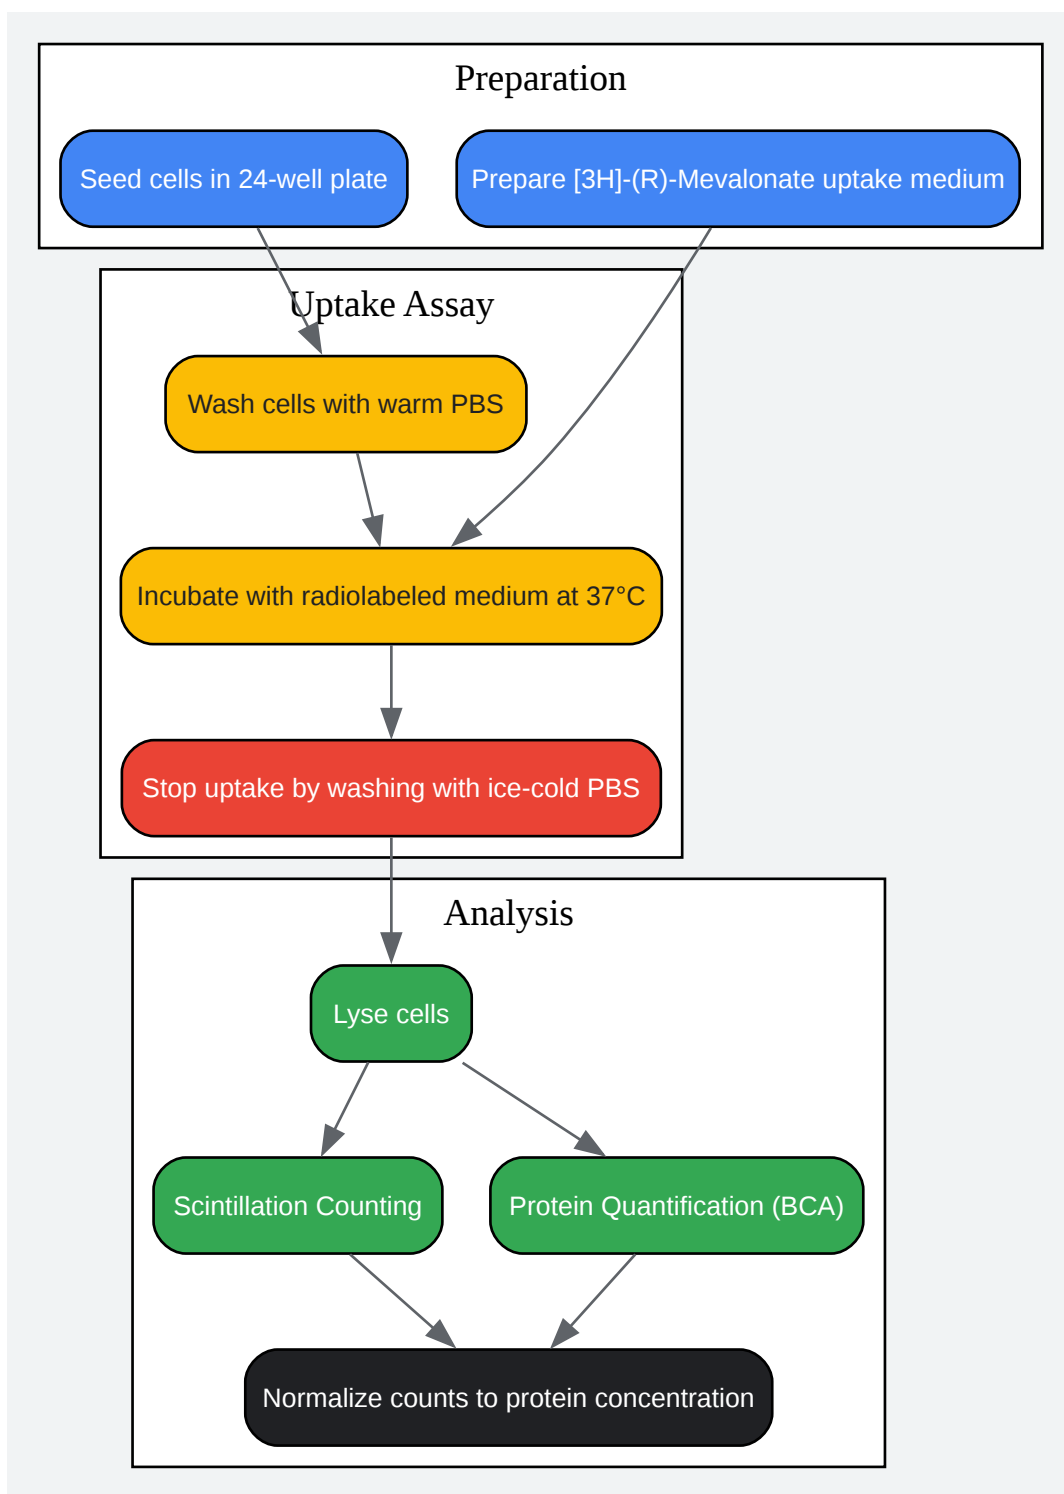 Preparation
Seed cells in 24-well plate
Prepare [3H]-(R)-Mevalonate uptake medium
Uptake Assay
Wash cells with warm PBS
Incubate with radiolabeled medium at 37°C
Stop uptake by washing with ice-cold PBS
Analysis
Lyse cells
Scintillation Counting
Protein Quantification (BCA)
Normalize counts to protein concentration